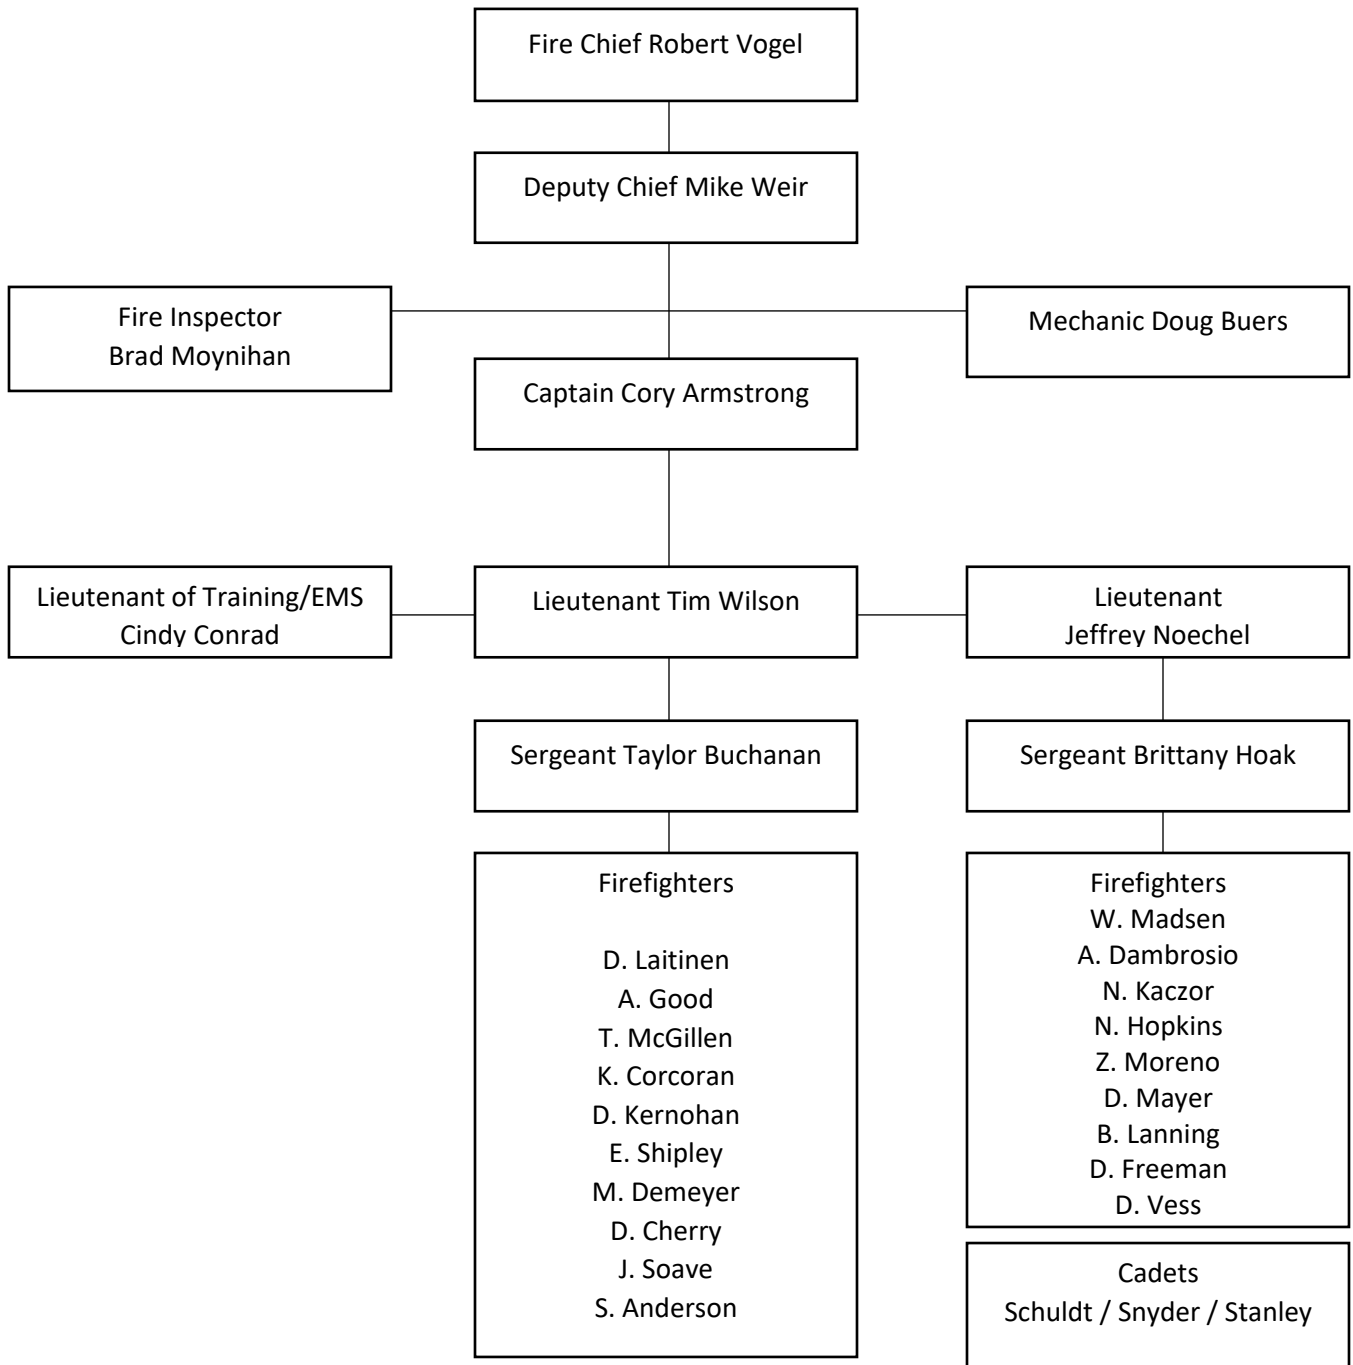 Fire Chief Robert Vogel
Deputy Chief Mike Weir
Fire Inspector
Brad Moynihan
Mechanic Doug Buers
Captain Cory Armstrong
Lieutenant of Training/EMS
Cindy Conrad
Lieutenant Tim Wilson
Lieutenant
Jeffrey Noechel
Sergeant Taylor Buchanan
Sergeant Brittany Hoak
Firefighters
D. Laitinen
A. Good
T. McGillen
K. Corcoran
D. Kernohan
E. Shipley
M. Demeyer
D. Cherry
J. Soave
S. Anderson
Firefighters
W. Madsen
A. Dambrosio
N. Kaczor
N. Hopkins
Z. Moreno
D. Mayer
B. Lanning
D. Freeman
D. Vess
Cadets
Schuldt / Snyder / Stanley